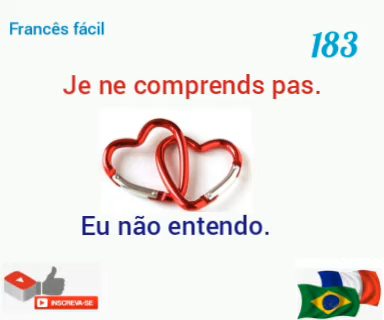 Francês fácil
183
Je ne comprends pas.
Eu não entendo.
INSCREVA-SE